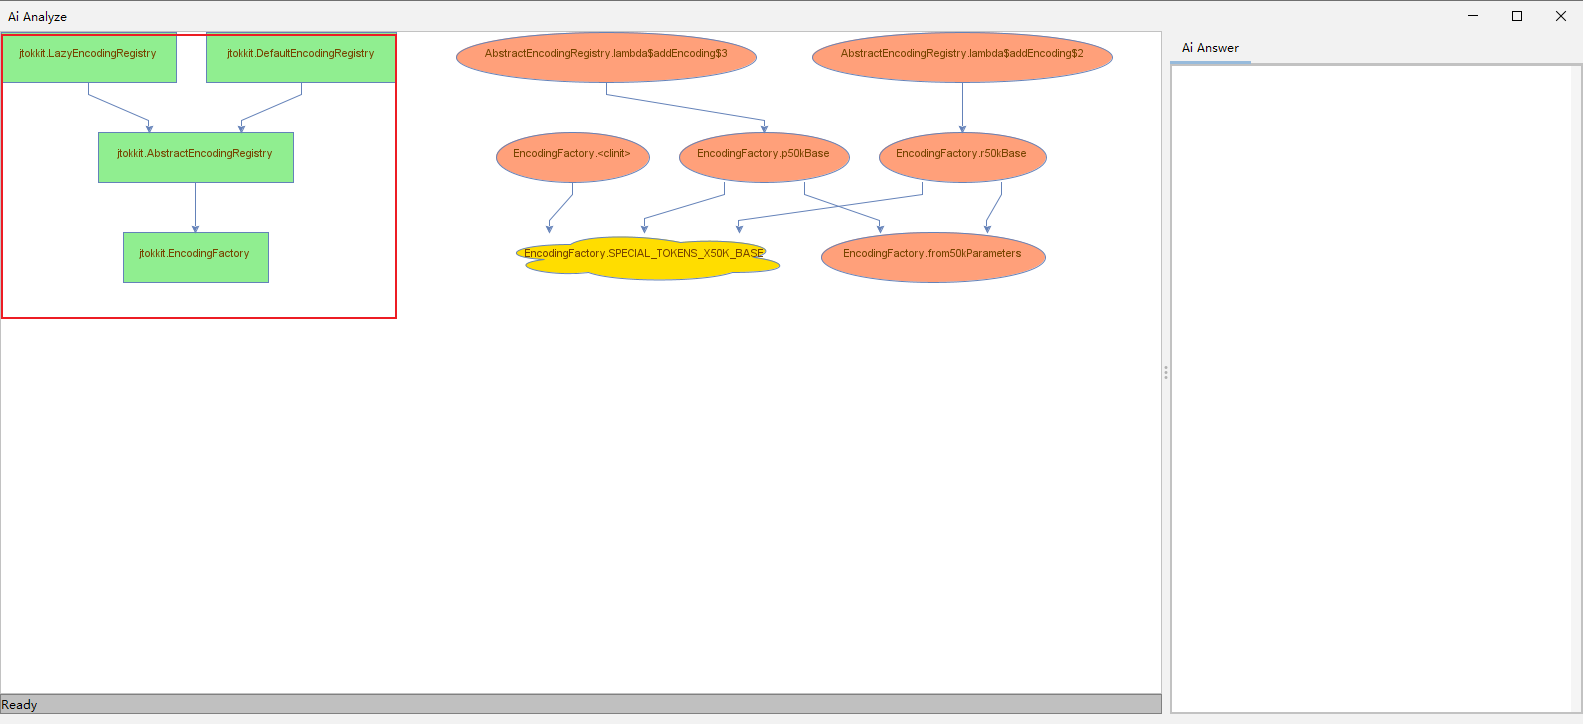 Ai Analyze
jtokkit.LazyEncodingRegistry
jtokkit.DefaultEncodingRegistry
AbstractEncodingRegistry.lambda$addEncoding$3
AbstractEncodingRegistry.lambda$addEncoding$2
jtokkit.AbstractEncodingRegistry
EncodingFactory.<clinit>
EncodingFactory.p50kBase
EncodingFactory.r50kBase
jtokkit.EncodingFactory
EncodingFactory.SPECIAL_TOKENS_X50K_BASE
EncodingFactory.from50kParameters
Ready
Ai Answer